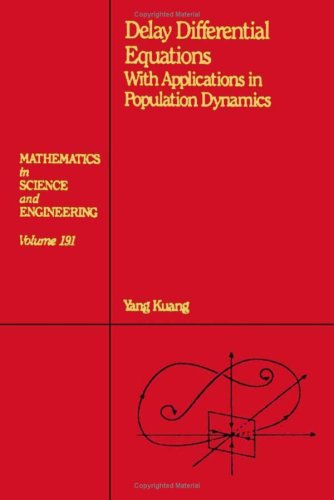 Copyrighted Material
Delay Differential
Equations
With Applications in
Population Dynamics
MATHEMATICS
in
SCIENCE
and
ENGINEERING
Volume 191
Yang Kuang
Copyrighted Material